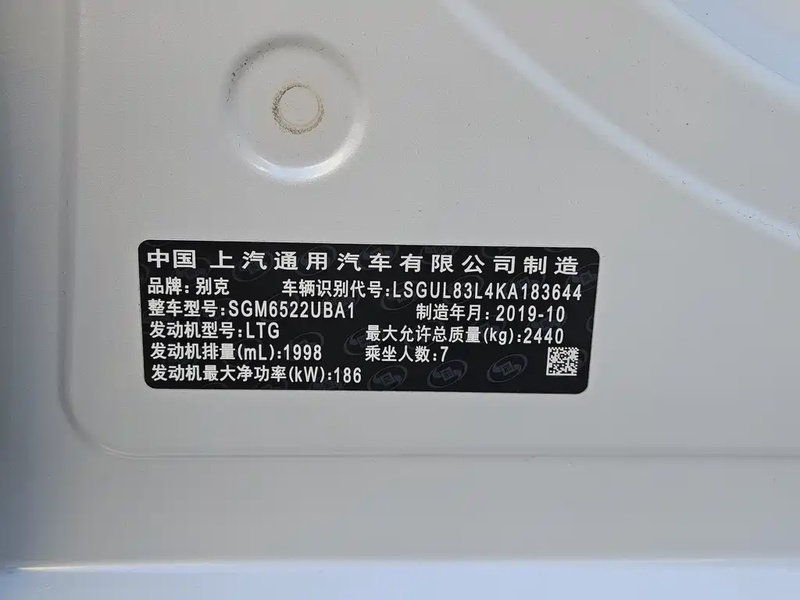 中国 上汽通用汽车有限公司制造
品牌: 别克 车辆识别代号:LSGUL83L4KA183644
整车型号:SGM6522UBA1 制造年月: 2019-10
发动机型号:LTG 最大允许总质量(kg):2440
发动机排量(mL):1998 乘坐人数:7
发动机最大净功率(kW):186